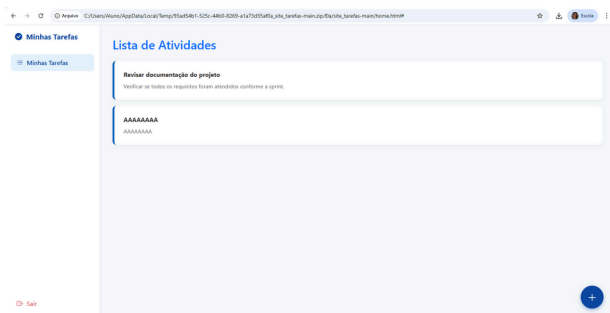 Arquivo C:/Users/Aluno/AppData/Local/Temp/93ad54b1-525c-44b0-8269-a1a73d35af0a_site_tarefas-main.zip.f0a/site_tarefas-main/home.html#
Escola
Minhas Tarefas
Minhas Tarefas
Lista de Atividades
Revisar documentação do projeto
Verificar se todos os requisitos foram atendidos conforme a sprint.
AAAAAAAA
AAAAAAAA
Sair